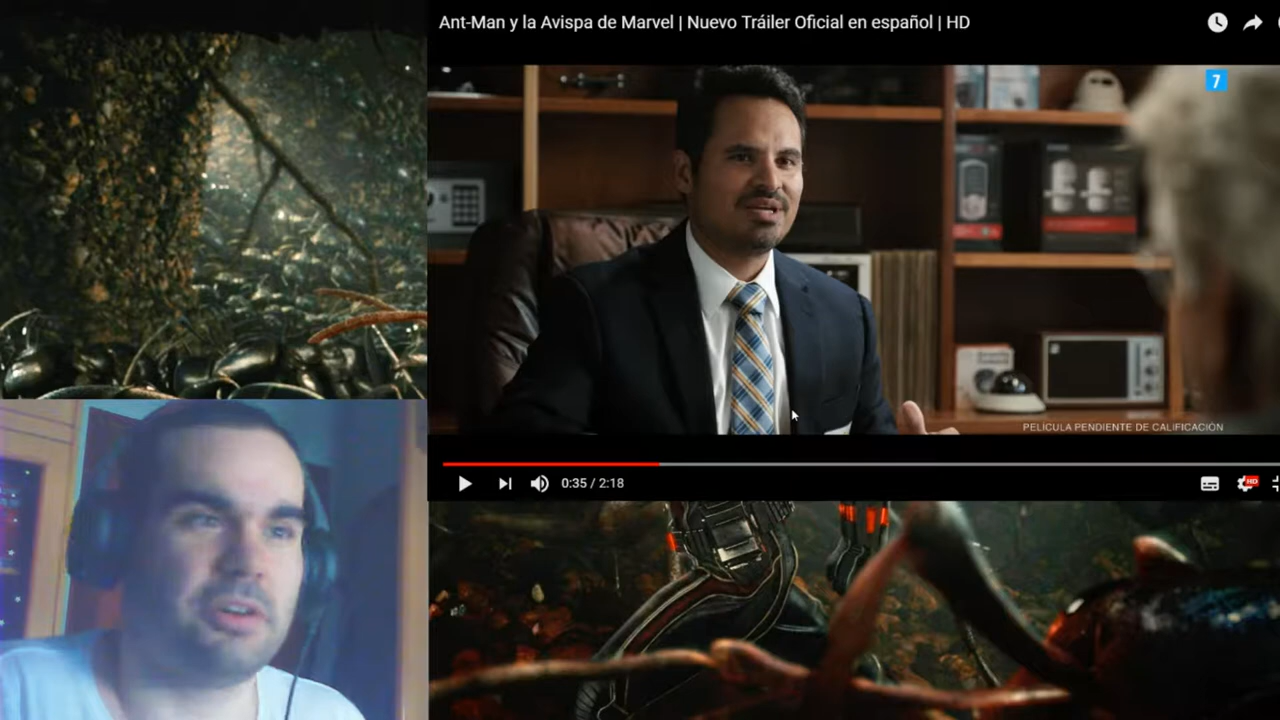 Ant-Man y la Avispa de Marvel | Nuevo Tráiler Oficial en español | HD
7
PELÍCULA PENDIENTE DE CALIFICACIÓN
0:35 / 2:18
HD